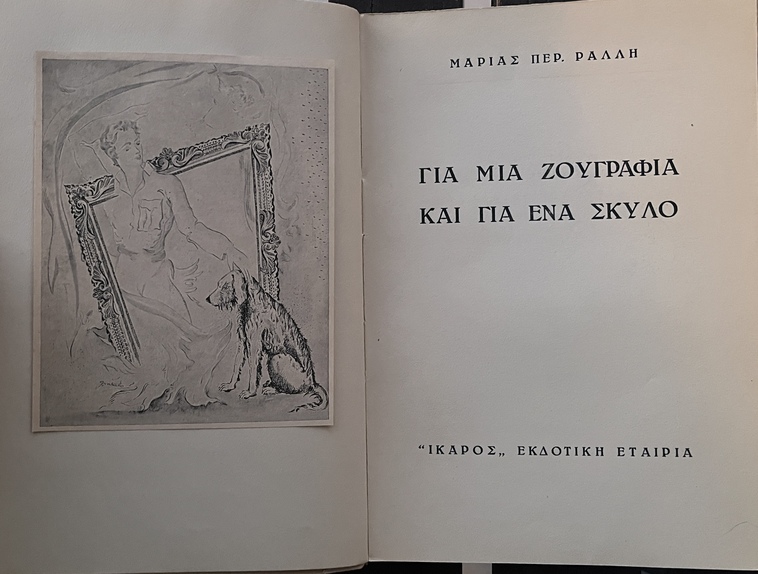 ΜΑΡΙΑΣ ΠΕΡ. ΡΑΛΛΗ
ΓΙΑ ΜΙΑ ΖΟΥΓΡΑΦΙΑ
ΚΑΙ ΓΙΑ ΕΝΑ ΣΚΥΛΟ
“ΙΚΑΡΟΣ„ ΕΚΔΟΤΙΚΗ ΕΤΑΙΡΙΑ